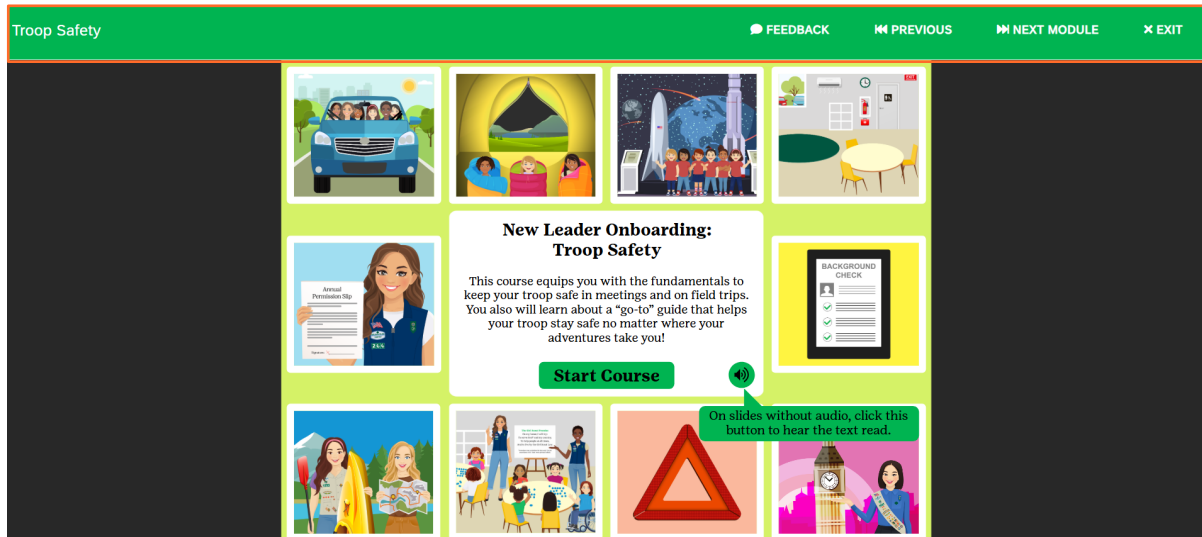 Troop Safety
FEEDBACK
PREVIOUS
NEXT MODULE
EXIT
EXIT
New Leader Onboarding:
Troop Safety
This course equips you with the fundamentals to
keep your troop safe in meetings and on field trips.
You also will learn about a “go-to” guide that helps
your troop stay safe no matter where your
adventures take you!
Start Course
On slides without audio, click this
button to hear the text read.
Annual
Permission Slip
Signature
244
BACKGROUND
CHECK